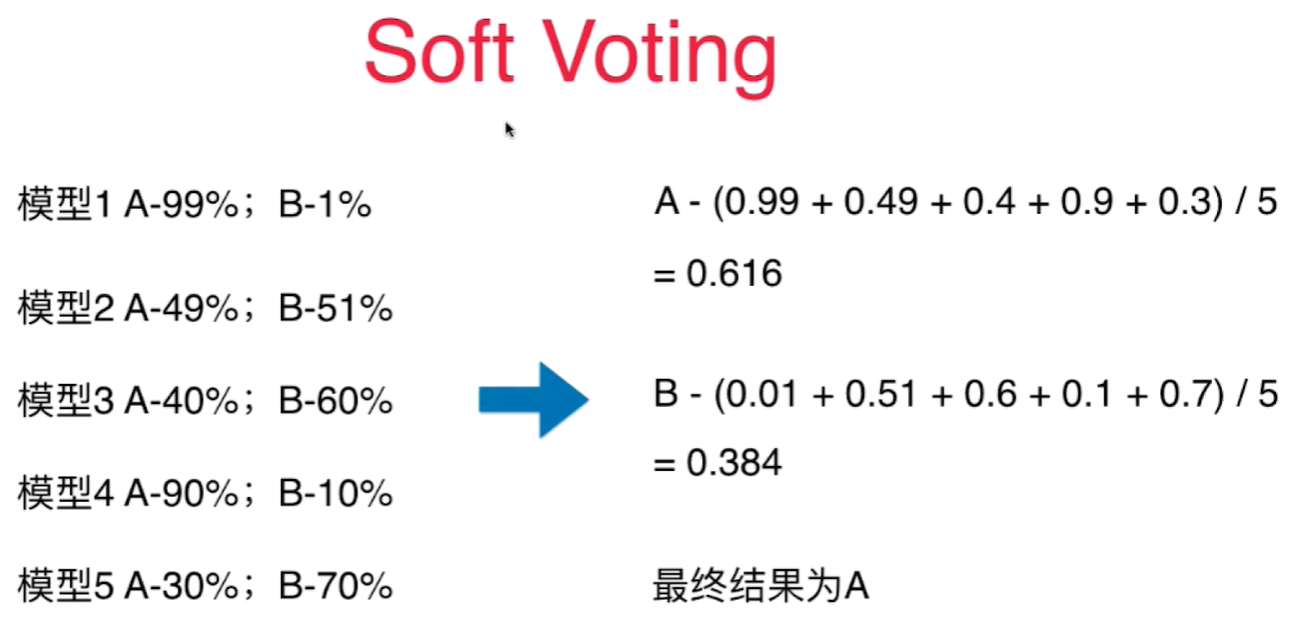 Soft Voting
模型1 A-99%；B-1%
模型2 A-49%；B-51%
模型3 A-40%；B-60%
模型4 A-90%；B-10%
模型5 A-30%；B-70%
A - (0.99 + 0.49 + 0.4 + 0.9 + 0.3) / 5
= 0.616
B - (0.01 + 0.51 + 0.6 + 0.1 + 0.7) / 5
= 0.384
最终结果为A